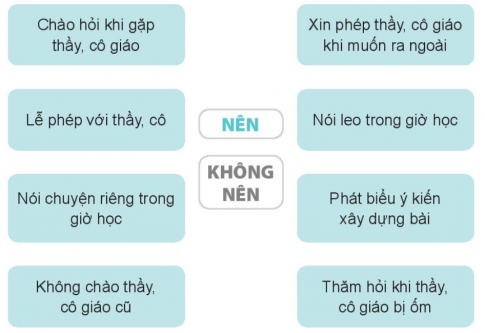 Chào hỏi khi gặp
thầy, cô giáo
Xin phép thầy, cô giáo
khi muốn ra ngoài
Lễ phép với thầy, cô
NÊN
Nói leo trong giờ học
KHÔNG
NÊN
Nói chuyện riêng trong
giờ học
Phát biểu ý kiến
xây dựng bài
Không chào thầy,
cô giáo cũ
Thăm hỏi khi thầy,
cô giáo bị ốm